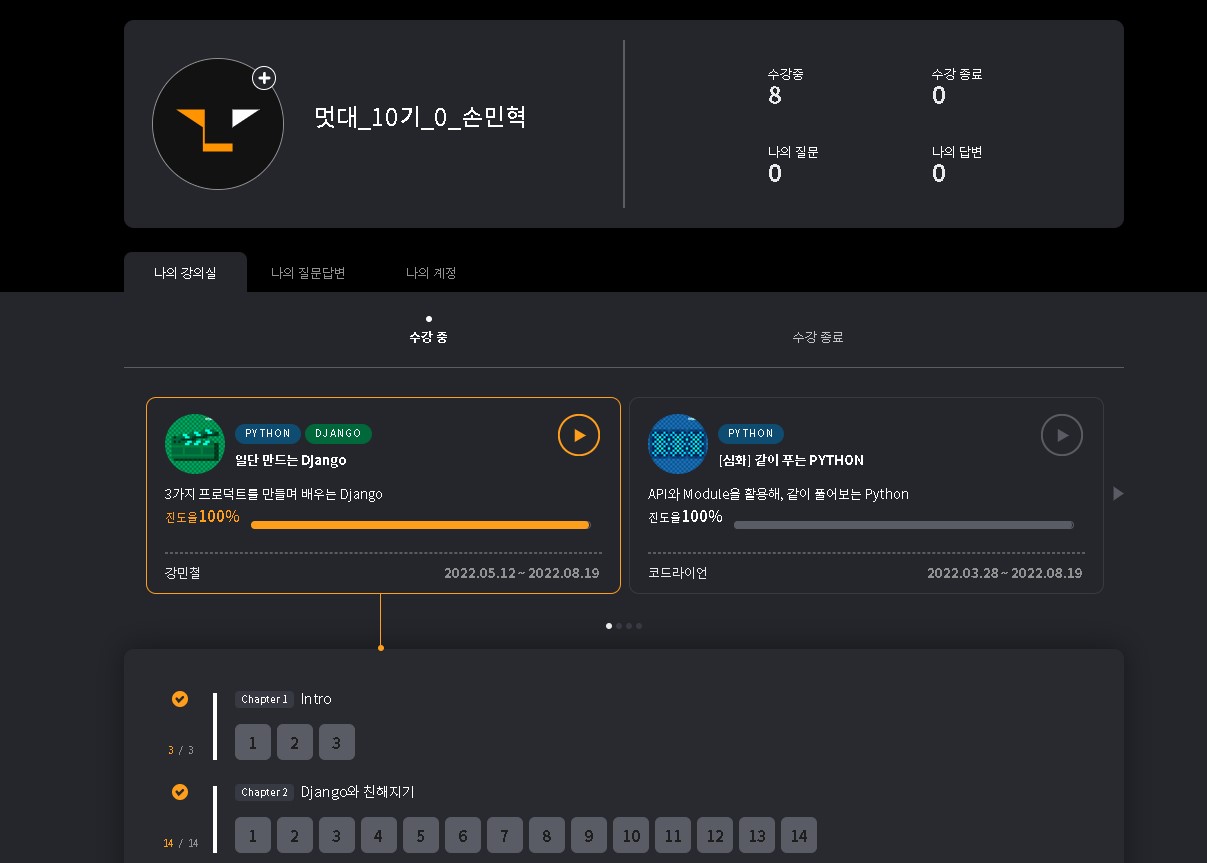 멋대_10기_0_손민혁
수강중 수강 종료
8 0
나의 질문 나의 답변
0 0
나의 강의실 나의 질문답변 나의 계정
수강 중 수강 종료
PYTHON DJANGO
일단 만드는 Django
3가지 프로덕트를 만들며 배우는 Django
진도율100%
강민철 2022.05.12 ~ 2022.08.19
PYTHON
[심화] 같이 푸는 PYTHON
API와 Module을 활용해, 같이 풀어보는 Python
진도율100%
코드라이언 2022.03.28 ~ 2022.08.19
Chapter 1 Intro
3 / 3
1 2 3
Chapter 2 Django와 친해지기
14 / 14
1 2 3 4 5 6 7 8 9 10 11 12 13 14